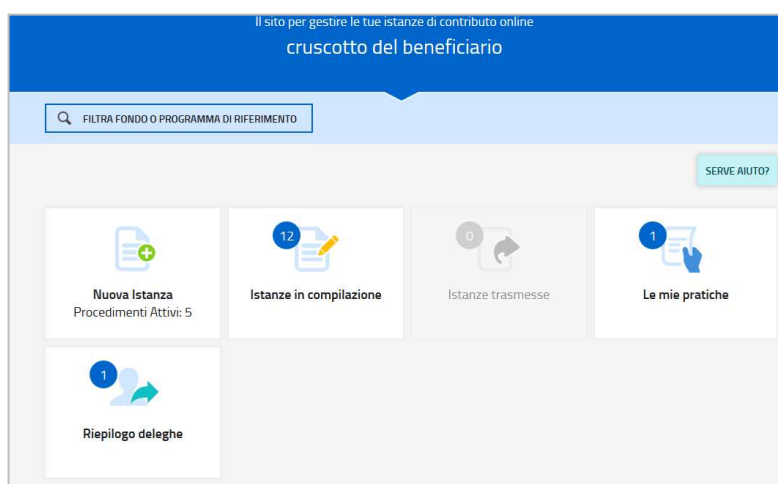 Il sito per gestire le tue istanze di contributo online
cruscotto del beneficiario
FILTRA FONDO O PROGRAMMA DI RIFERIMENTO
SERVE AIUTO?
Nuova Istanza
Procedimenti Attivi: 5
12
Istanze in compilazione
0
Istanze trasmesse
1
Le mie pratiche
1
Riepilogo deleghe